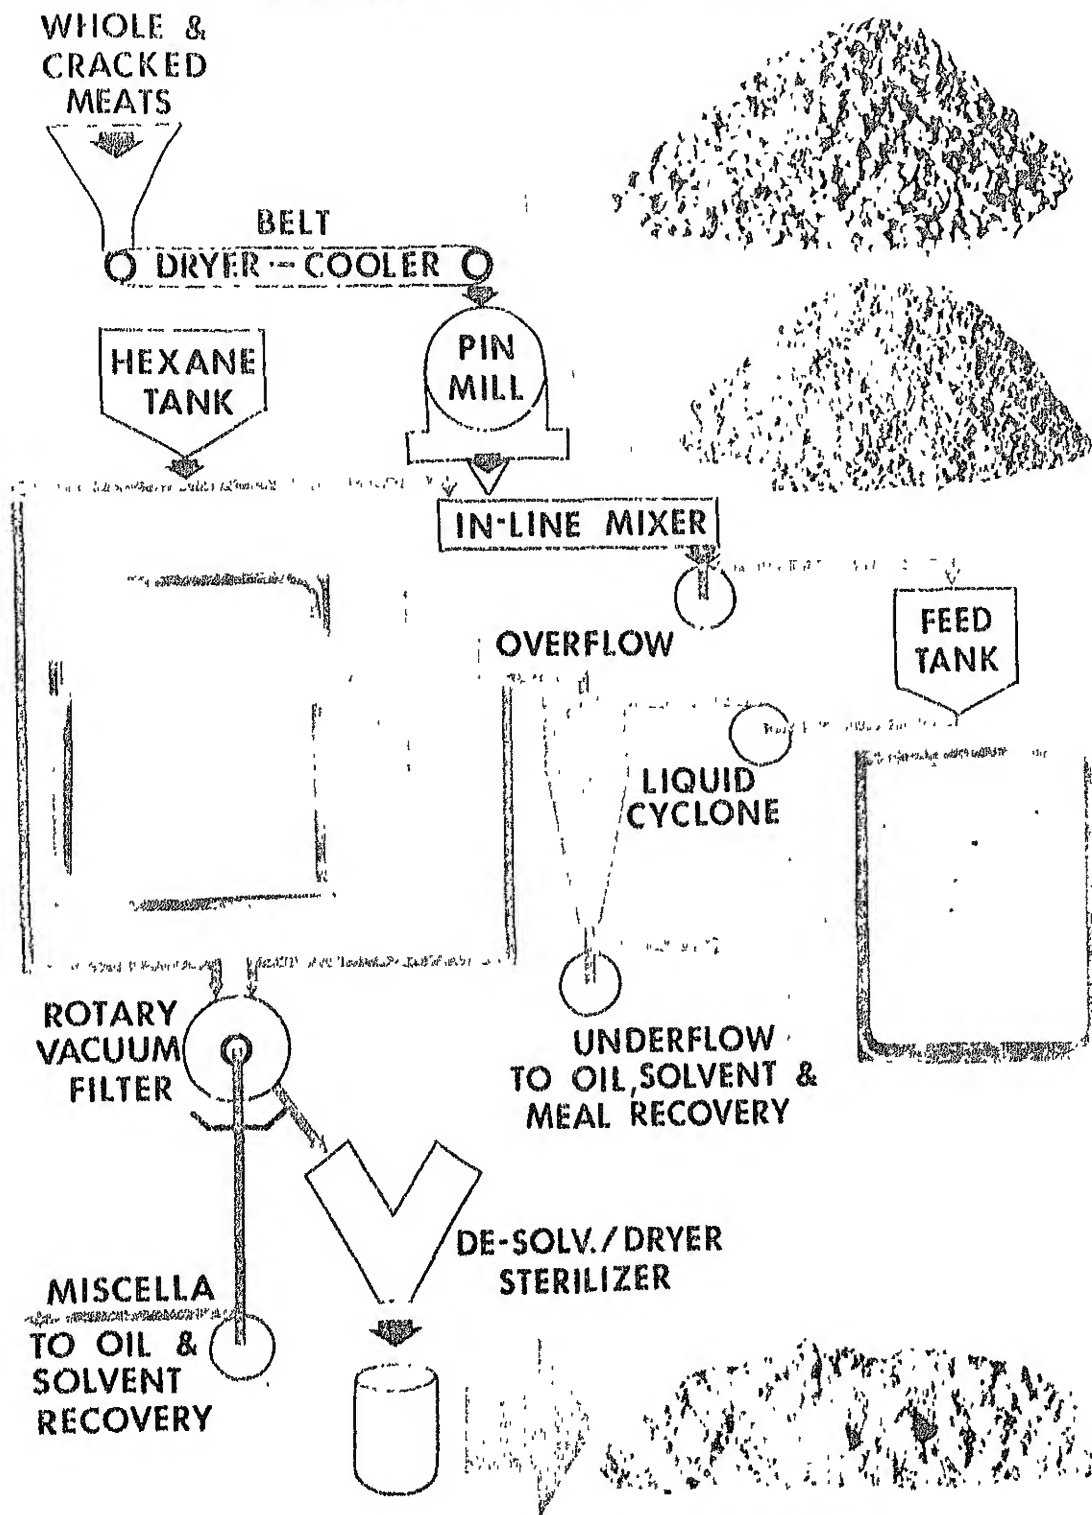 WHOLE &
CRACKED
MEATS
BELT
DRYER -- COOLER
HEXANE
TANK
PIN
MILL
IN-LINE MIXER
OVERFLOW
FEED
TANK
LIQUID
CYCLONE
ROTARY
VACUUM
FILTER
UNDERFLOW
TO OIL, SOLVENT &
MEAL RECOVERY
DE-SOLV./DRYER
STERILIZER
MISCELLA
TO OIL &
SOLVENT
RECOVERY